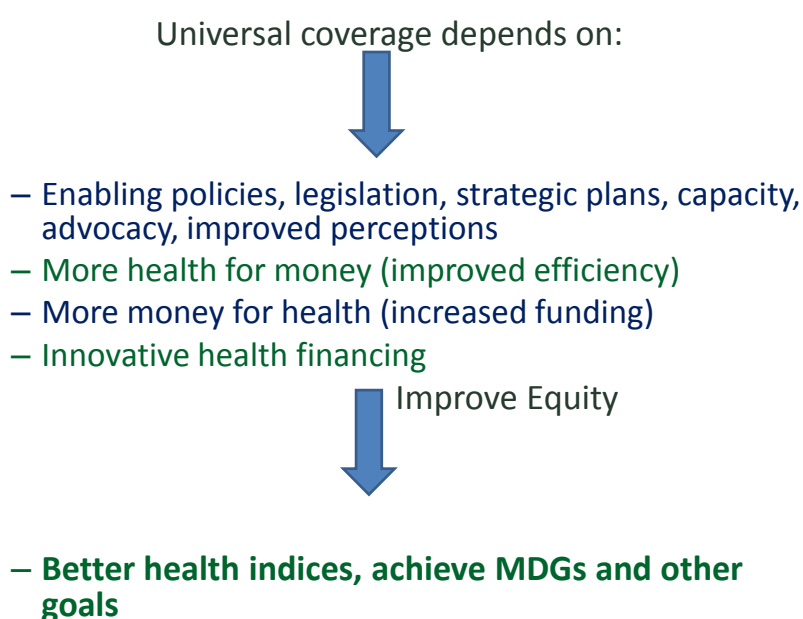 Universal coverage depends on:
– Enabling policies, legislation, strategic plans, capacity,
advocacy, improved perceptions
– More health for money (improved efficiency)
– More money for health (increased funding)
– Innovative health financing
Improve Equity
– Better health indices, achieve MDGs and other
goals